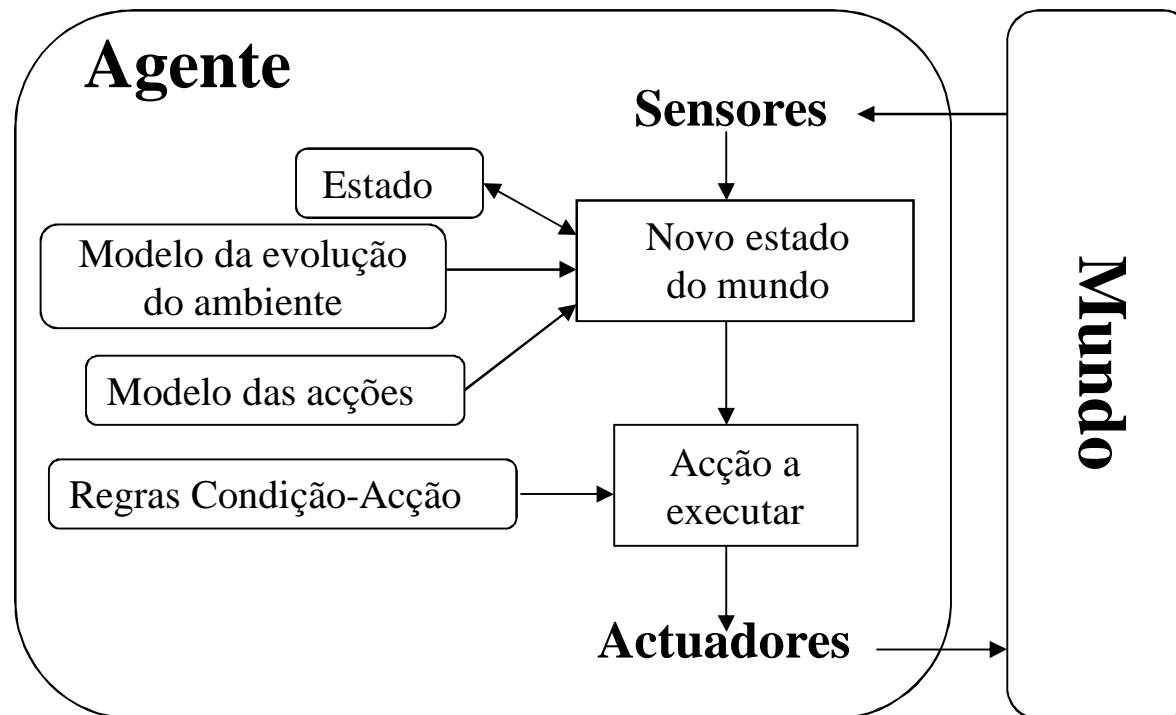 Agente
Sensores
Estado
Novo estado
do mundo
Modelo da evolução
do ambiente
Modelo das acções
Acção a
executar
Regras Condição-Acção
Actuadores
Mundo